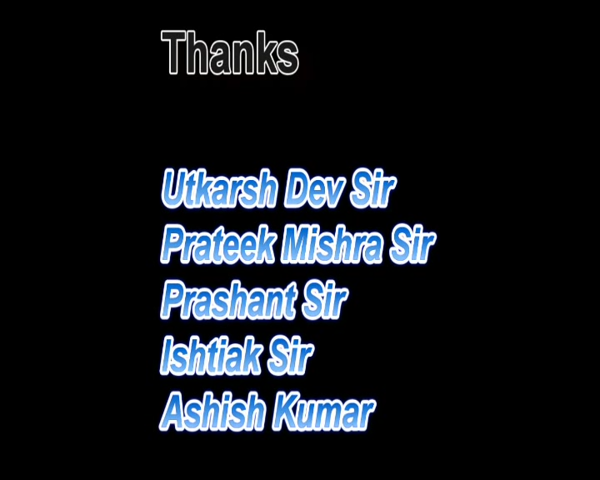 Thanks
Utkarsh Dev Sir
Prateek Mishra Sir
Prashant Sir
Ishtiak Sir
Ashish Kumar